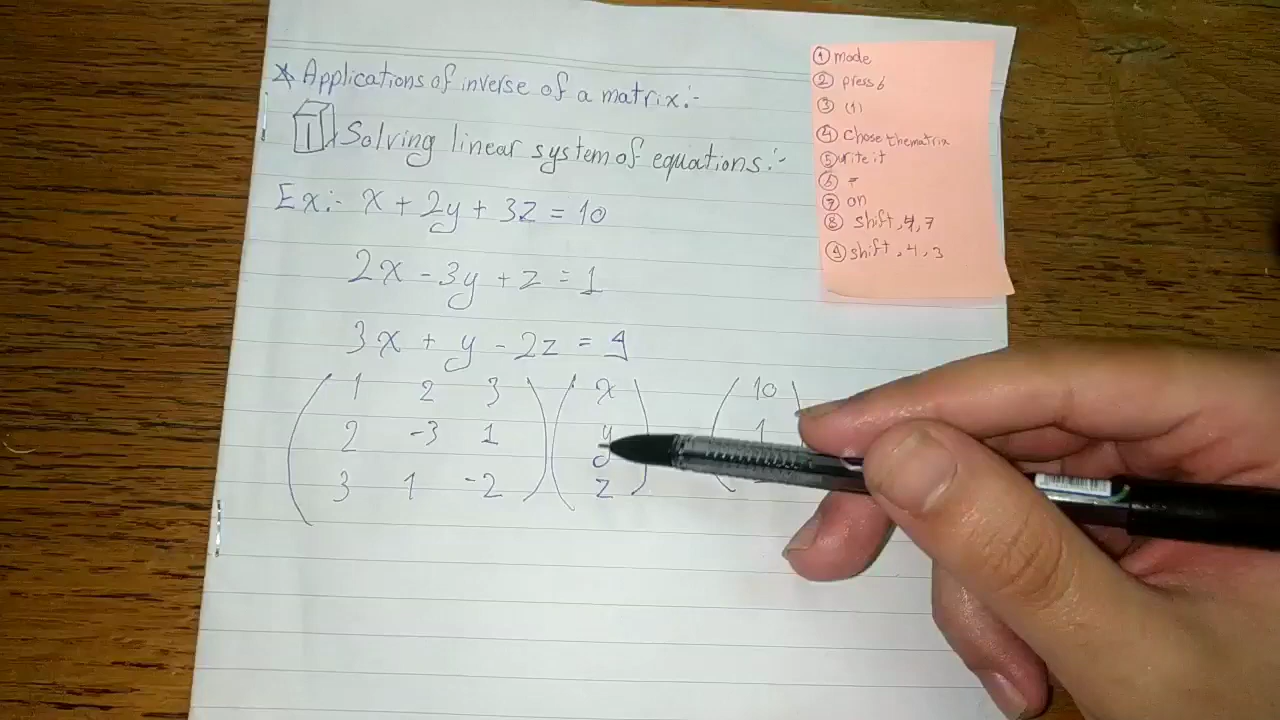 * Applications of inverse of a matrix:-
1 Solving linear system of equations:-
Ex:- x + 2y + 3z = 10
2x - 3y + z = 1
3x + y - 2z = 9
1 2 3 x 10
2 -3 1 y 1
3 1 -2 z
① mode
② press 6
③ (1)
④ chose the matrix
⑤ write it
⑥ =
⑦ on
⑧ shift, 4, 7
⑨ shift, 4, 3